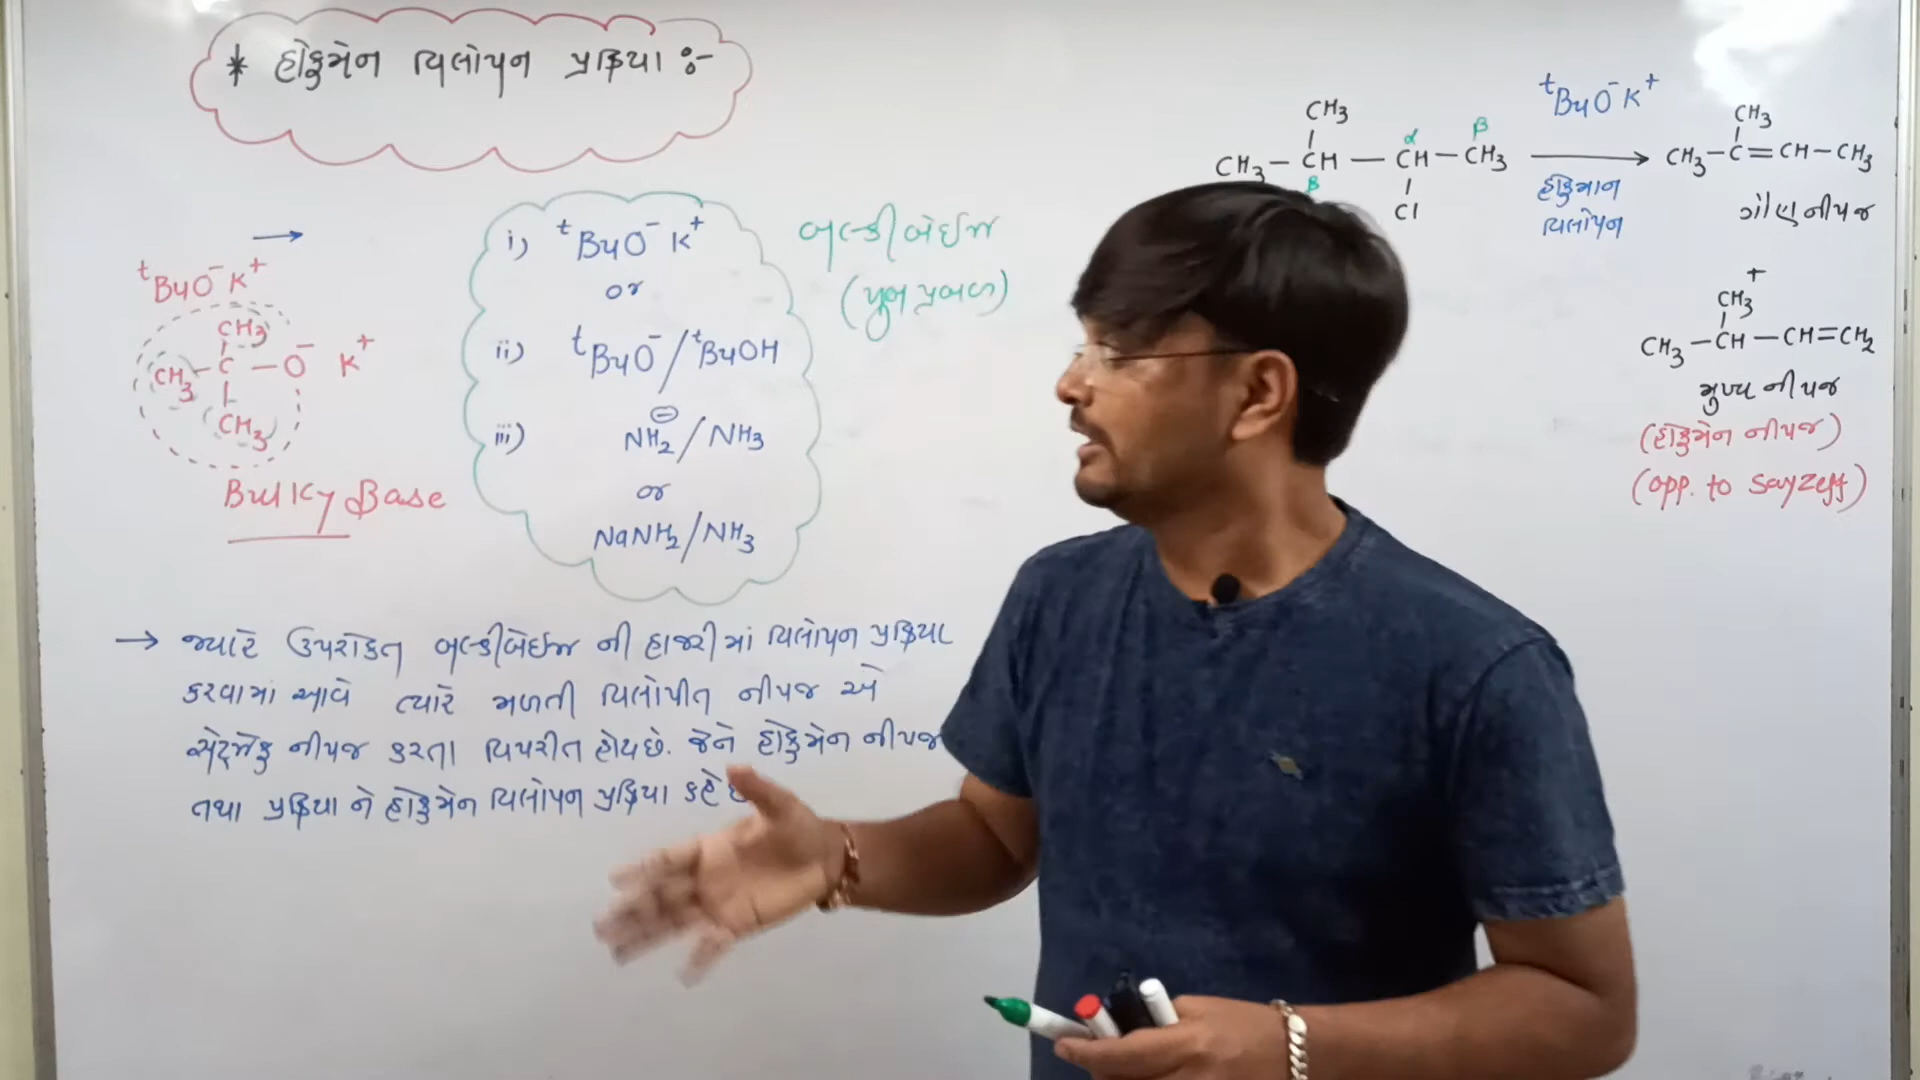 * હોફમેન વિલોપન પ્રક્રિયા :-
ᵗBuO⁻K⁺
CH₃
CH₃-C-O⁻ K⁺
CH₃
Bulky Base
i) ᵗBuO⁻K⁺
or
ii) ᵗBuO⁻/ᵗBuOH
iii) NH₂⊖/NH₃
or
NaNH₂/NH₃
બલ્કીબેઈઝ
(ખુબ પ્રબળ)
→ જ્યારે ઉપરોક્ત બલ્કીબેઈઝ ની હાજરીમાં વિલોપન પ્રક્રિયા
કરવામાં આવે ત્યારે મળતી વિલોપીત નીપજ એ
સેટ્ઝેફ નીપજ કરતા વિપરીત હોય છે. જેને હોફમેન નીપજ
તથા પ્રક્રિયા ને હોફમેન વિલોપન પ્રક્રિયા કહે છે
CH₃
α β
CH₃-CH-CH-CH₃
β
Cl
ᵗBuO⁻K⁺
→
હોફમાન
વિલોપન
CH₃
CH₃-C=CH-CH₃
ગૌણ નીપજ
+
CH₃
CH₃-CH-CH=CH₂
મુખ્ય નીપજ
(હોફમેન નીપજ)
(opp. to Sayzeff)